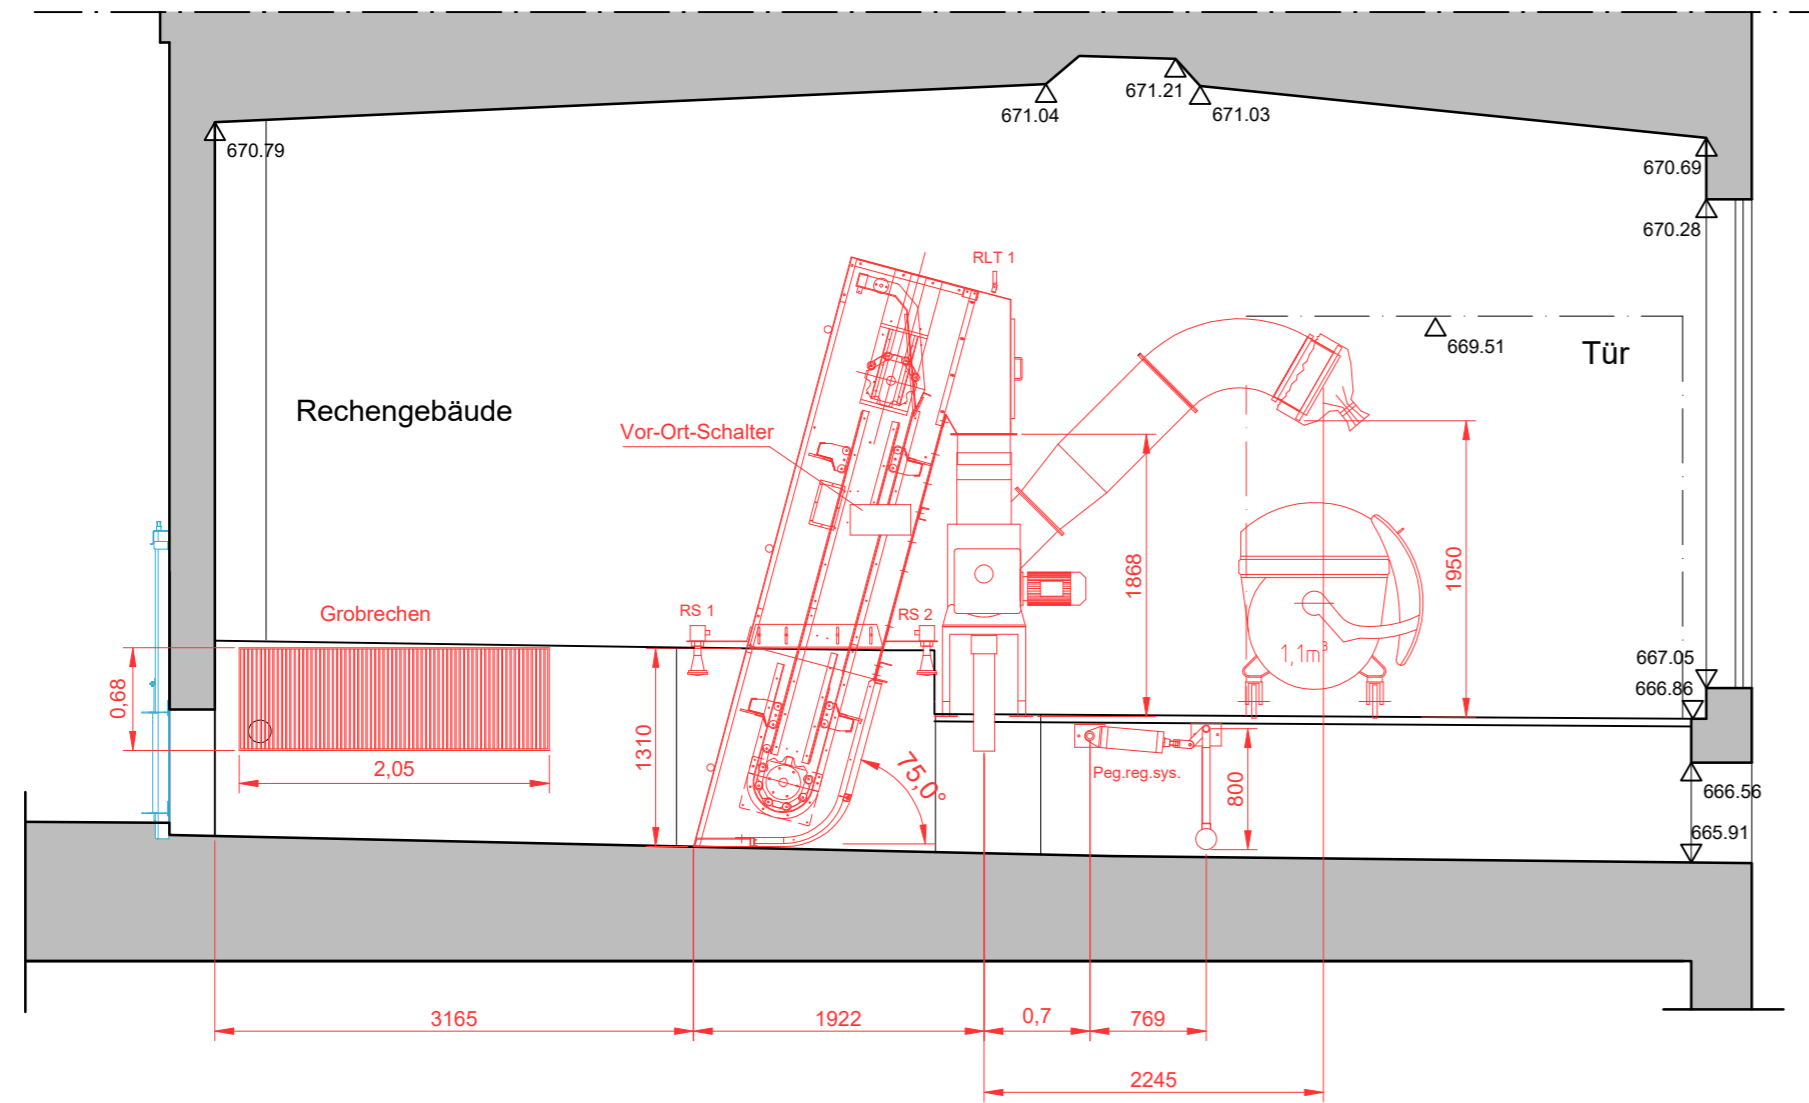 671.21
671.04
671.03
670.79
670.69
670.28
RLT 1
669.51
Tür
Rechengebäude
Vor-Ort-Schalter
1868
1950
Grobrechen
RS 1
RS 2
1,1m³
667.05
666.86
0,68
1310
2,05
75,0°
Peg.reg.sys.
800
666.56
665.91
3165
1922
0,7
769
2245